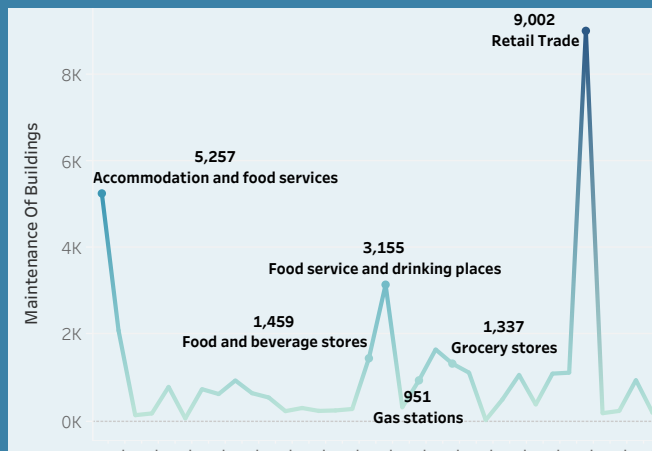 9,002
Retail Trade
8K
Maintenance Of Buildings
6K
5,257
Accommodation and food services
4K
3,155
Food service and drinking places
2K
1,459
Food and beverage stores
1,337
Grocery stores
951
Gas stations
0K